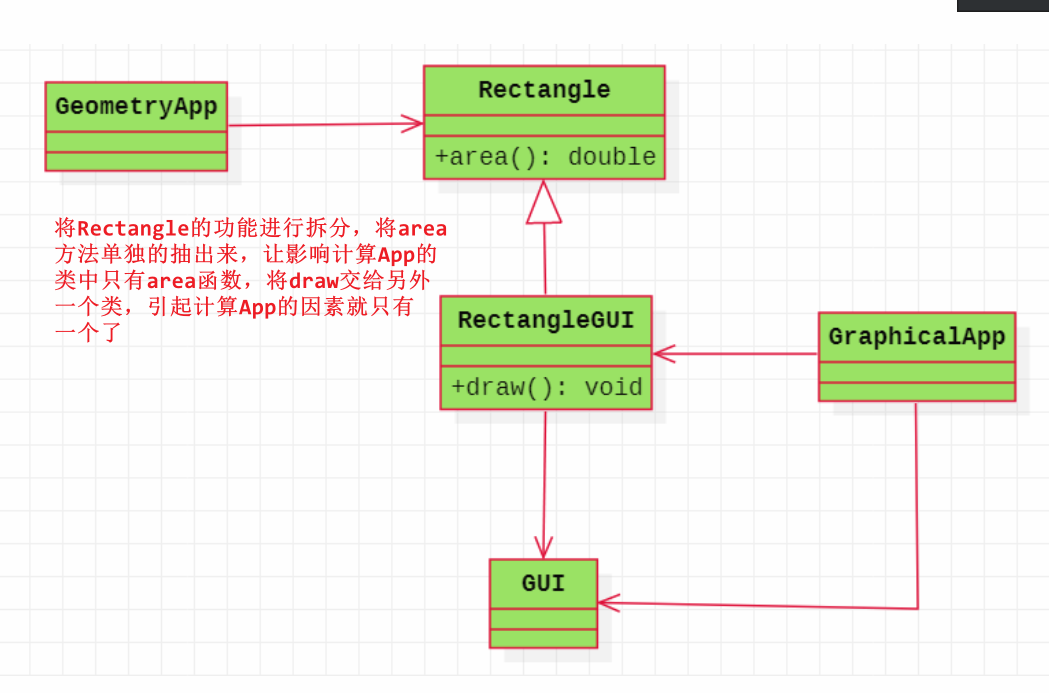 GeometryApp
Rectangle
+area(): double
将Rectangle的功能进行拆分，将area
方法单独的抽出来，让影响计算App的
类中只有area函数，将draw交给另外
一个类，引起计算App的因素就只有
一个了
RectangleGUI
+draw(): void
GraphicalApp
GUI